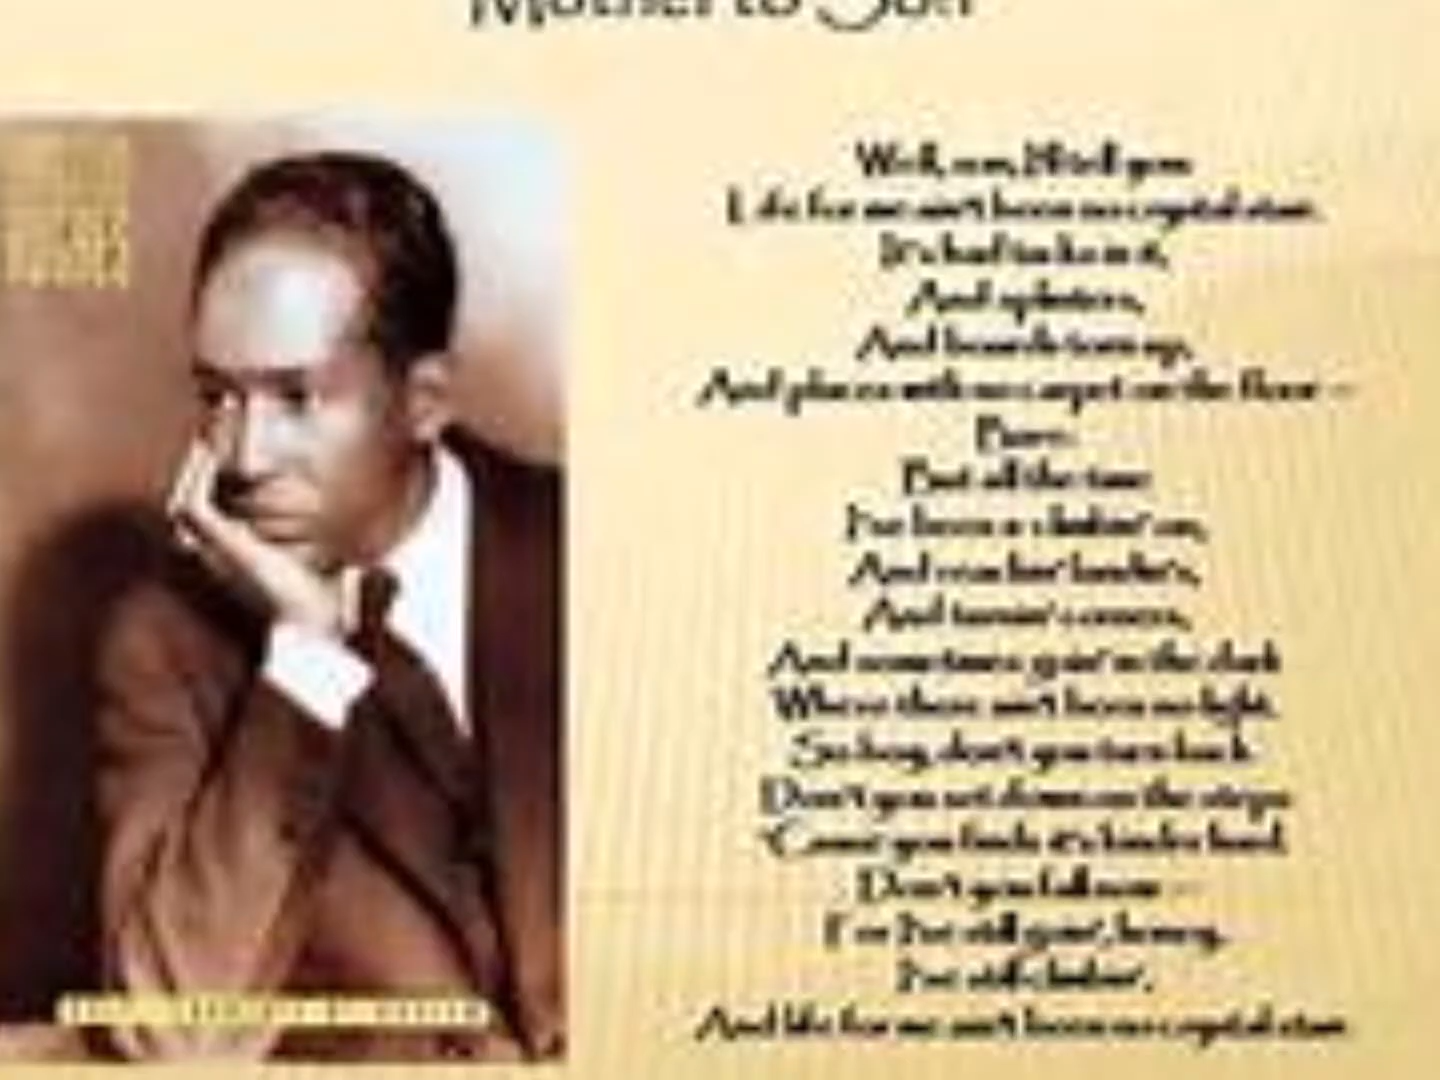 Mother to Son
Well, son, I'll tell you:
Life for me ain't been no crystal stair.
It's had tacks in it,
And splinters,
And boards torn up,
And places with no carpet on the floor —
Bare.
But all the time
I'se been a-climbin' on,
And reachin' landin's,
And turnin' corners,
And sometimes goin' in the dark
Where there ain't been no light.
So boy, don't you turn back.
Don't you set down on the steps
'Cause you finds it's kinder hard.
Don't you fall now —
For I'se still goin', honey,
I'se still climbin',
And life for me ain't been no crystal stair.